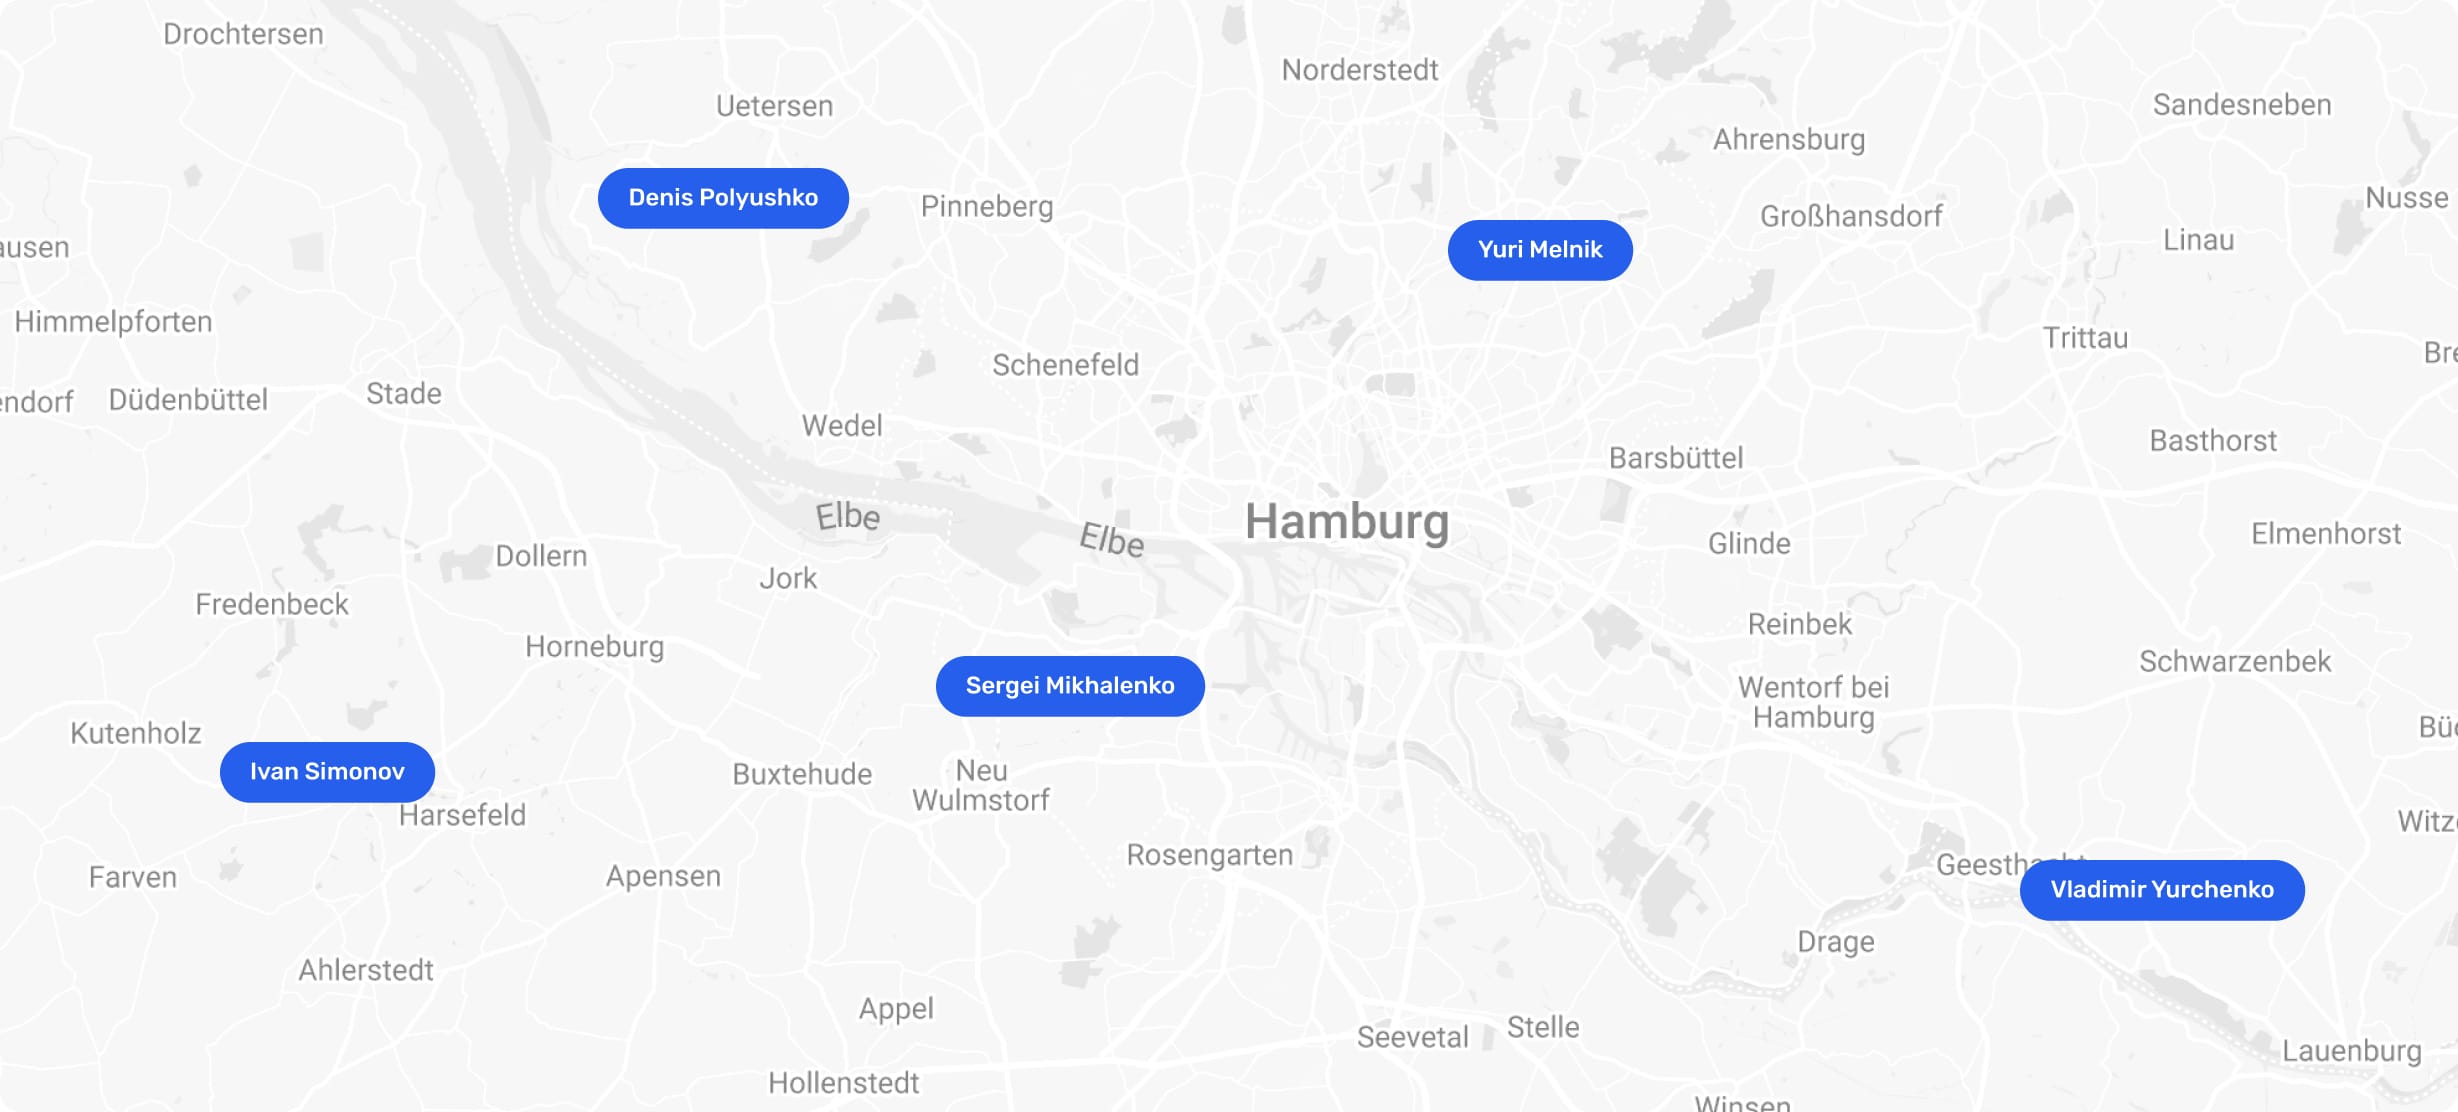 Drochtersen
Norderstedt
Uetersen
Sandesneben
Ahrensburg
Denis Polyushko
Pinneberg
Nusse
Großhansdorf
Linau
ausen
Yuri Melnik
Himmelpforten
Trittau
Bre
Schenefeld
Stade
endorf
Düdenbüttel
Wedel
Basthorst
Barsbüttel
Elbe
Hamburg
Elbe
Elmenhorst
Glinde
Dollern
Jork
Fredenbeck
Reinbek
Horneburg
Schwarzenbek
Sergei Mikhalenko
Wentorf bei
Hamburg
Kutenholz
Büc
Ivan Simonov
Buxtehude
Neu
Wulmstorf
Harsefeld
Witze
Rosengarten
Geesthacht
Farven
Apensen
Vladimir Yurchenko
Drage
Ahlerstedt
Appel
Stelle
Seevetal
Lauenburg
Hollenstedt
Winsen